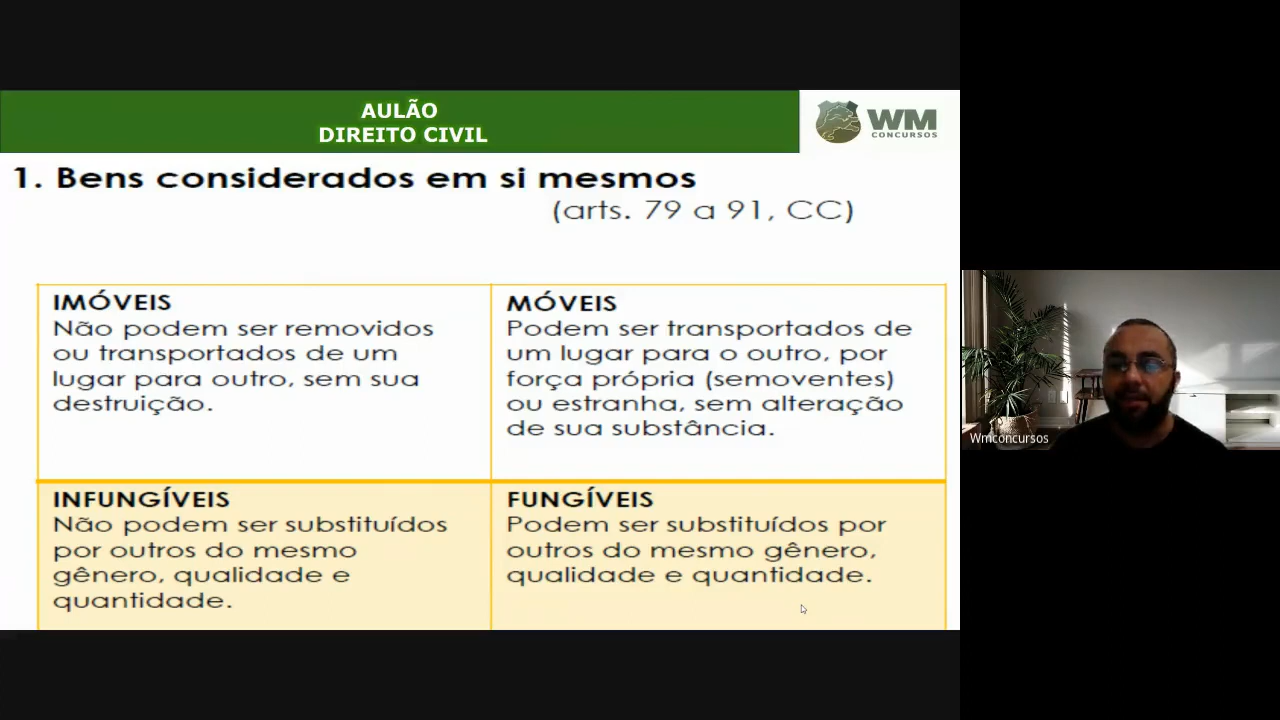 AULÃO
DIREITO CIVIL
WM
CONCURSOS
1. Bens considerados em si mesmos
(arts. 79 a 91, CC)
IMÓVEIS
Não podem ser removidos
ou transportados de um
lugar para outro, sem sua
destruição.
MÓVEIS
Podem ser transportados de
um lugar para o outro, por
força própria (semoventes)
ou estranha, sem alteração
de sua substância.
INFUNGÍVEIS
Não podem ser substituídos
por outros do mesmo
gênero, qualidade e
quantidade.
FUNGÍVEIS
Podem ser substituídos por
outros do mesmo gênero,
qualidade e quantidade.
Wmconcursos